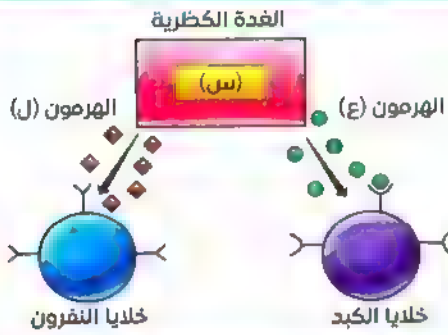 الغدة الكظرية
(س)
الهرمون (ع)
الهرمون (ل)
خلايا الكبد
خلايا النفرون